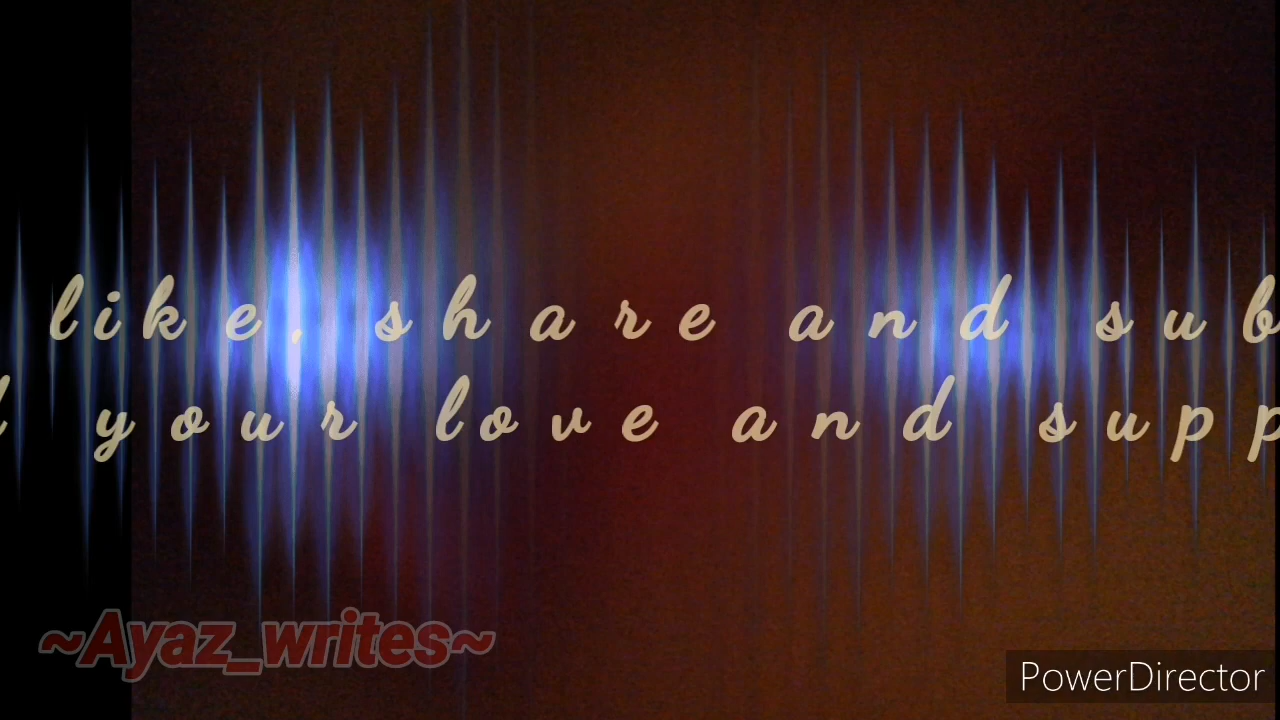 like, share and sub
your love and supp
~Ayaz_writes~
PowerDirector